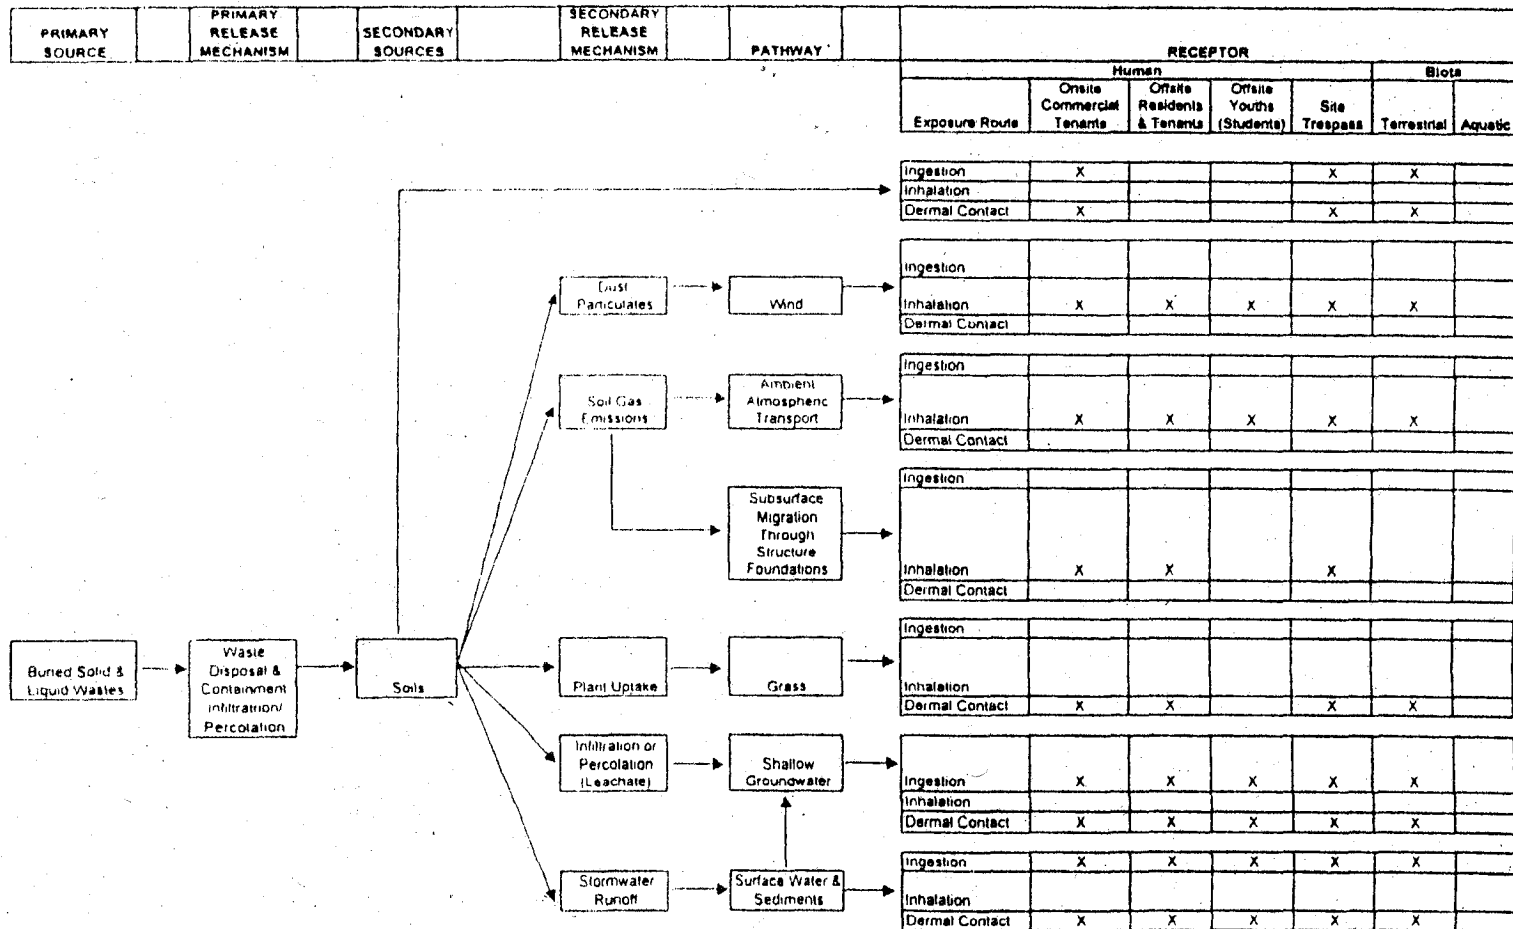 PRIMARY
SOURCE
PRIMARY
RELEASE
MECHANISM
SECONDARY
SOURCES
SECONDARY
RELEASE
MECHANISM
PATHWAY
RECEPTOR
Human
Biota
Exposure Route
Onsite
Commercial
Tenants
Offsite
Residents
& Tenants
Offsite
Youths
(Students)
Site
Trespass
Terrestrial
Aquatic
Ingestion X X X
Inhalation
Dermal Contact X X X
Dust
Particulates
Wind
Ingestion
Inhalation X X X X X
Dermal Contact
Soil Gas
Emissions
Ambient
Atmospheric
Transport
Ingestion
Inhalation X X X X X
Dermal Contact
Subsurface
Migration
Through
Structure
Foundations
Ingestion
Inhalation X X X
Dermal Contact
Buried Solid &
Liquid Wastes
Waste
Disposal &
Containment
Infiltratrion/
Percolation
Soils
Plant Uptake
Grass
Ingestion
Inhalation
Dermal Contact X X X X
Infiltration or
Percolation
(Leachate)
Shallow
Groundwater
Ingestion X X X X X
Inhalation
Dermal Contact X X X X X
Stormwater
Runoff
Surface Water &
Sediments
Ingestion X X X X X
Inhalation
Dermal Contact X X X X X